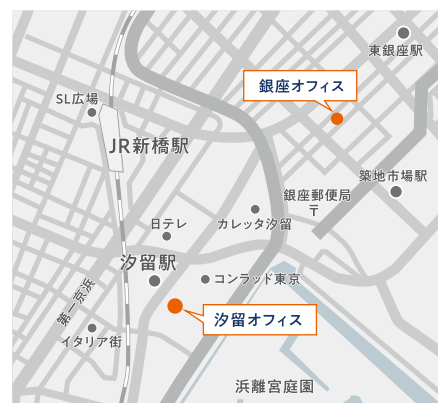 東銀座駅
銀座オフィス
SL広場
JR新橋駅
築地市場駅
銀座郵便局
〒
日テレ
カレッタ汐留
汐留駅
コンラッド東京
第一京浜
汐留オフィス
イタリア街
浜離宮庭園